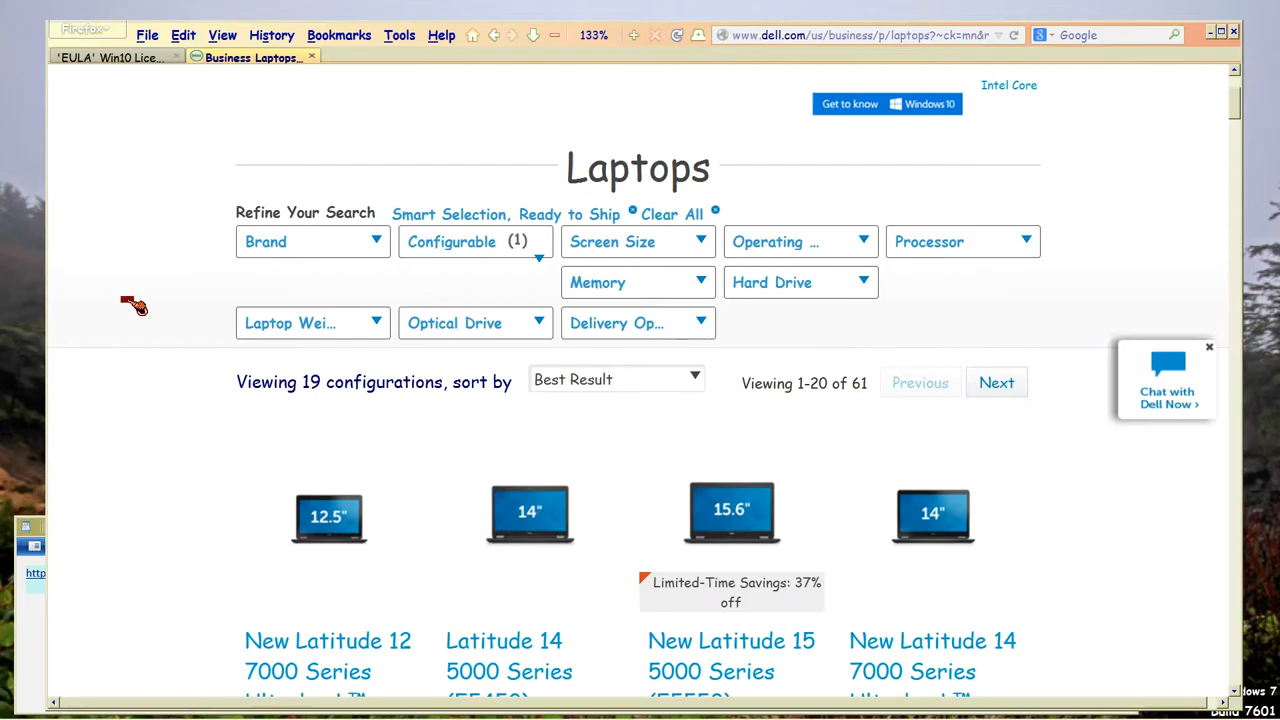 Firefox
File Edit View History Bookmarks Tools Help 133% www.dell.com/us/business/p/laptops?~ck=mn&r Google
'EULA' Win10 Lice... Business Laptops...
Intel Core
Get to know Windows10
Laptops
Refine Your Search Smart Selection, Ready to Ship Clear All
Brand Configurable (1) Screen Size Operating ... Processor
Memory Hard Drive
Laptop Wei... Optical Drive Delivery Op...
Viewing 19 configurations, sort by Best Result Viewing 1-20 of 61 Previous Next
Chat with
Dell Now ›
12.5" 14" 15.6" 14"
http
Limited-Time Savings: 37%
off
New Latitude 12 Latitude 14 New Latitude 15 New Latitude 14
7000 Series 5000 Series 5000 Series 7000 Series
dows 7
Build 7601